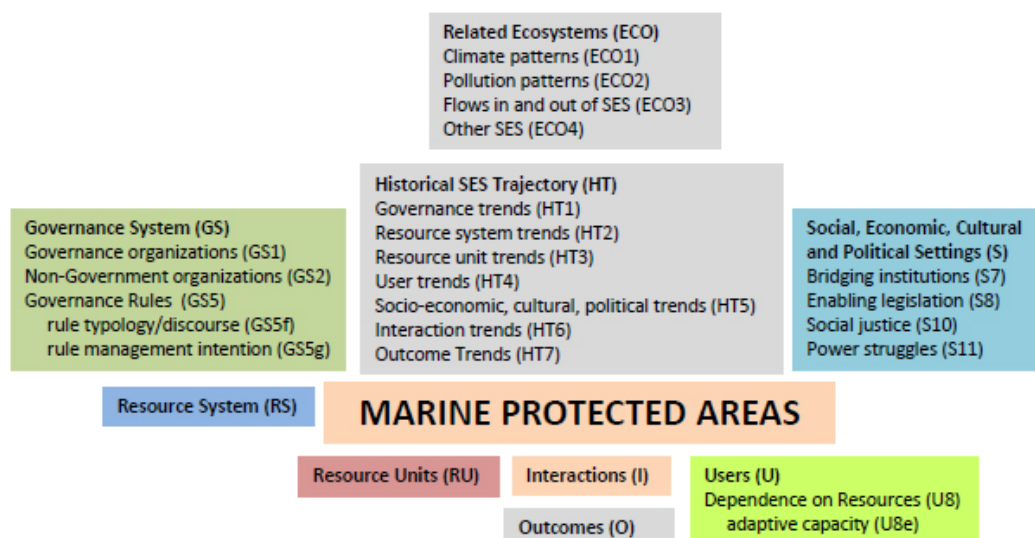 Related Ecosystems (ECO)
Climate patterns (ECO1)
Pollution patterns (ECO2)
Flows in and out of SES (ECO3)
Other SES (ECO4)
Historical SES Trajectory (HT)
Governance trends (HT1)
Resource system trends (HT2)
Resource unit trends (HT3)
User trends (HT4)
Socio-economic, cultural, political trends (HT5)
Interaction trends (HT6)
Outcome Trends (HT7)
Governance System (GS)
Governance organizations (GS1)
Non-Government organizations (GS2)
Governance Rules (GS5)
rule typology/discourse (GS5f)
rule management intention (GS5g)
Social, Economic, Cultural
and Political Settings (S)
Bridging institutions (S7)
Enabling legislation (S8)
Social justice (S10)
Power struggles (S11)
Resource System (RS)
MARINE PROTECTED AREAS
Resource Units (RU)
Interactions (I)
Outcomes (O)
Users (U)
Dependence on Resources (U8)
adaptive capacity (U8e)